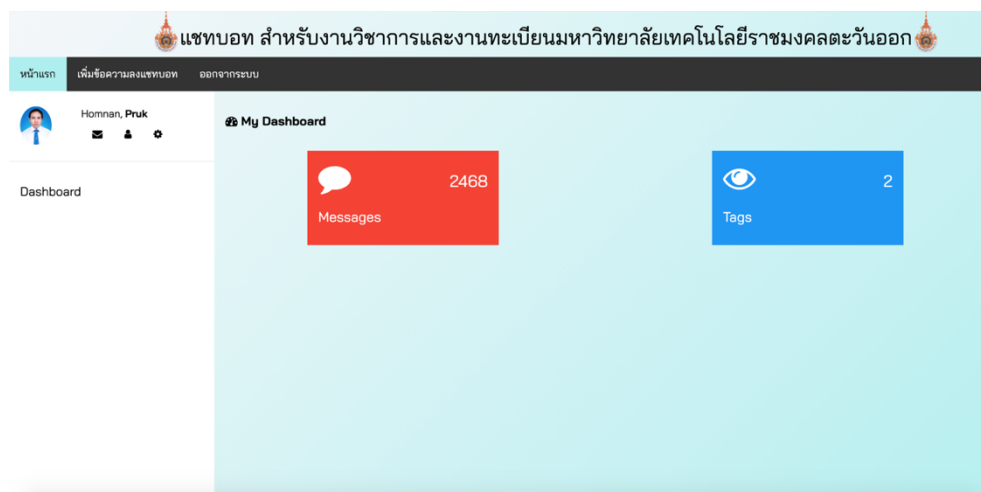 แชทบอท สำหรับงานวิชาการและงานทะเบียนมหาวิทยาลัยเทคโนโลยีราชมงคลตะวันออก
หน้าแรก เพิ่มข้อความลงแชทบอท ออกจากระบบ
Homnan, Pruk
My Dashboard
Dashboard
2468
Messages
2
Tags